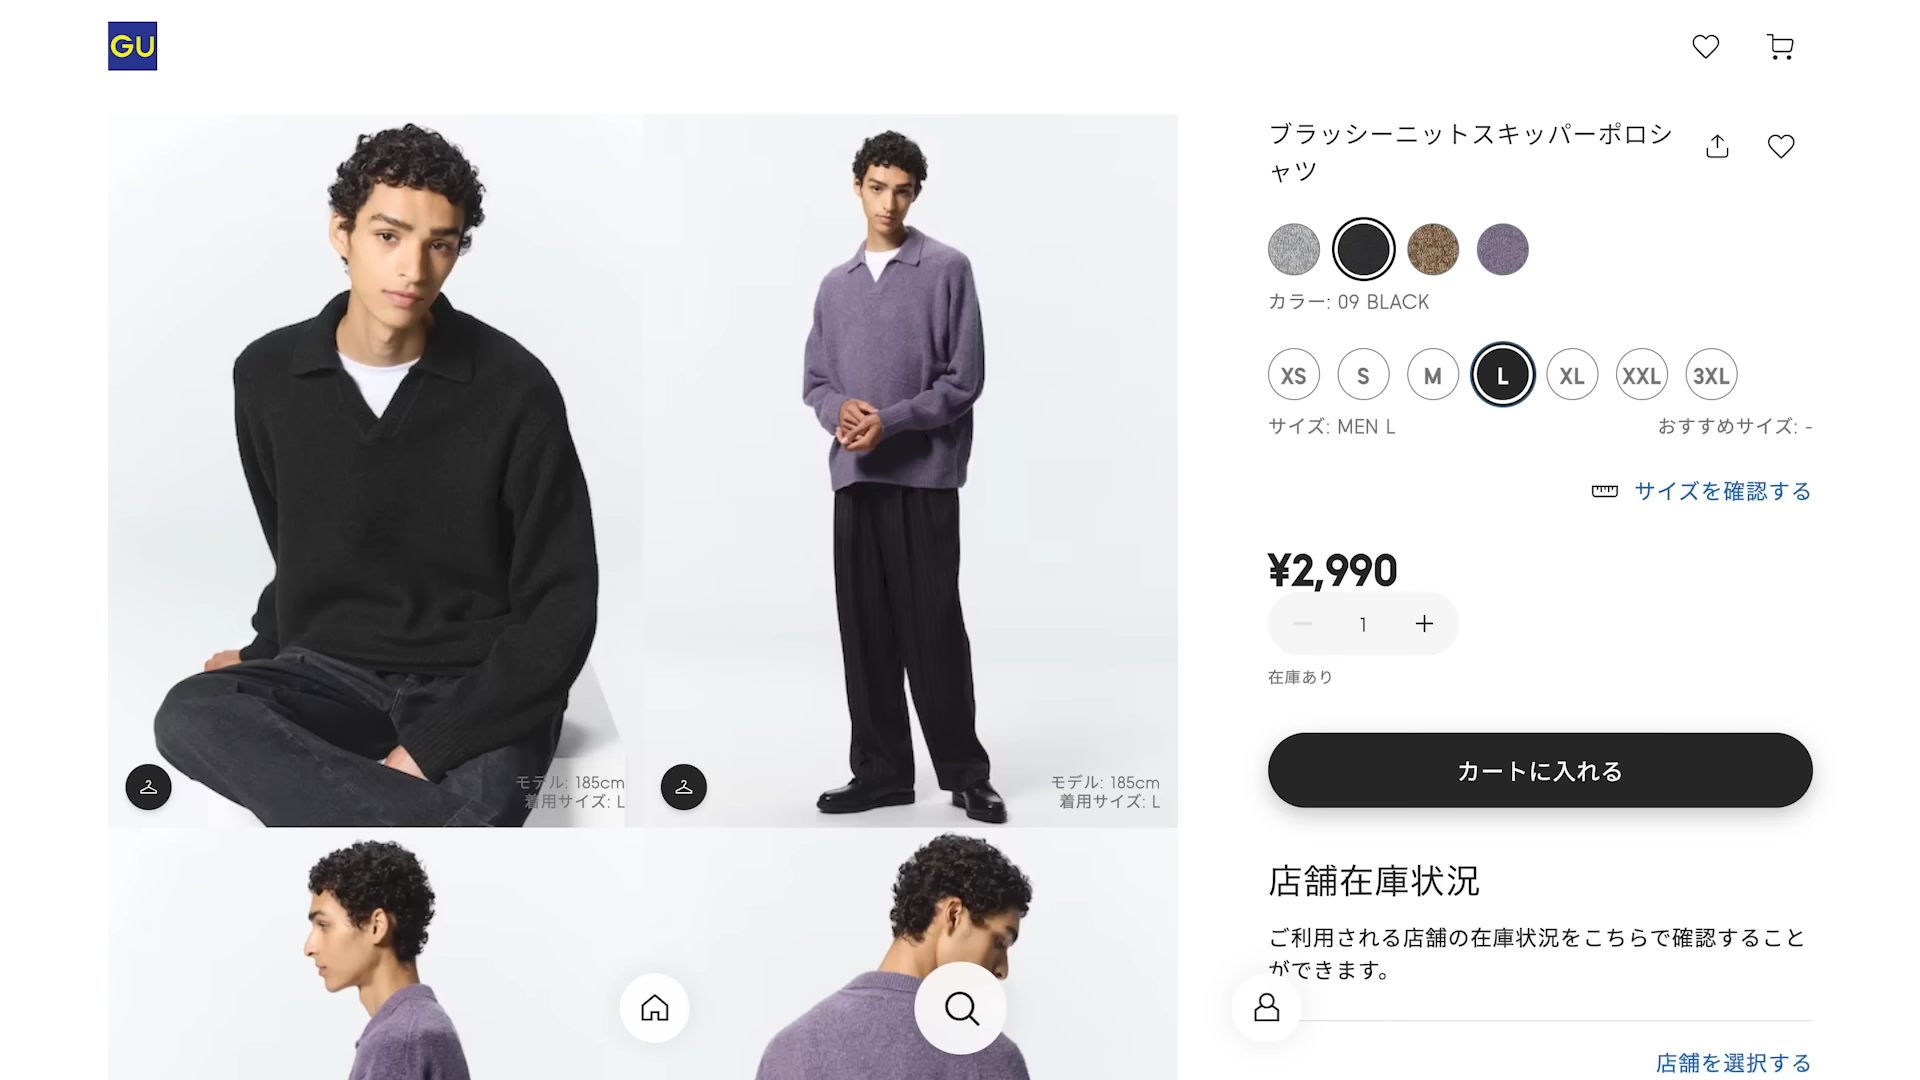 GU
ブラッシーニットスキッパーポロシ
ャツ
カラー: 09 BLACK
XS S M L XL XXL 3XL
サイズ: MEN L おすすめサイズ: -
サイズを確認する
¥2,990
1
在庫あり
カートに入れる
モデル: 185cm
着用サイズ: L
モデル: 185cm
着用サイズ: L
店舗在庫状況
ご利用される店舗の在庫状況をこちらで確認すること
ができます。
店舗を選択する